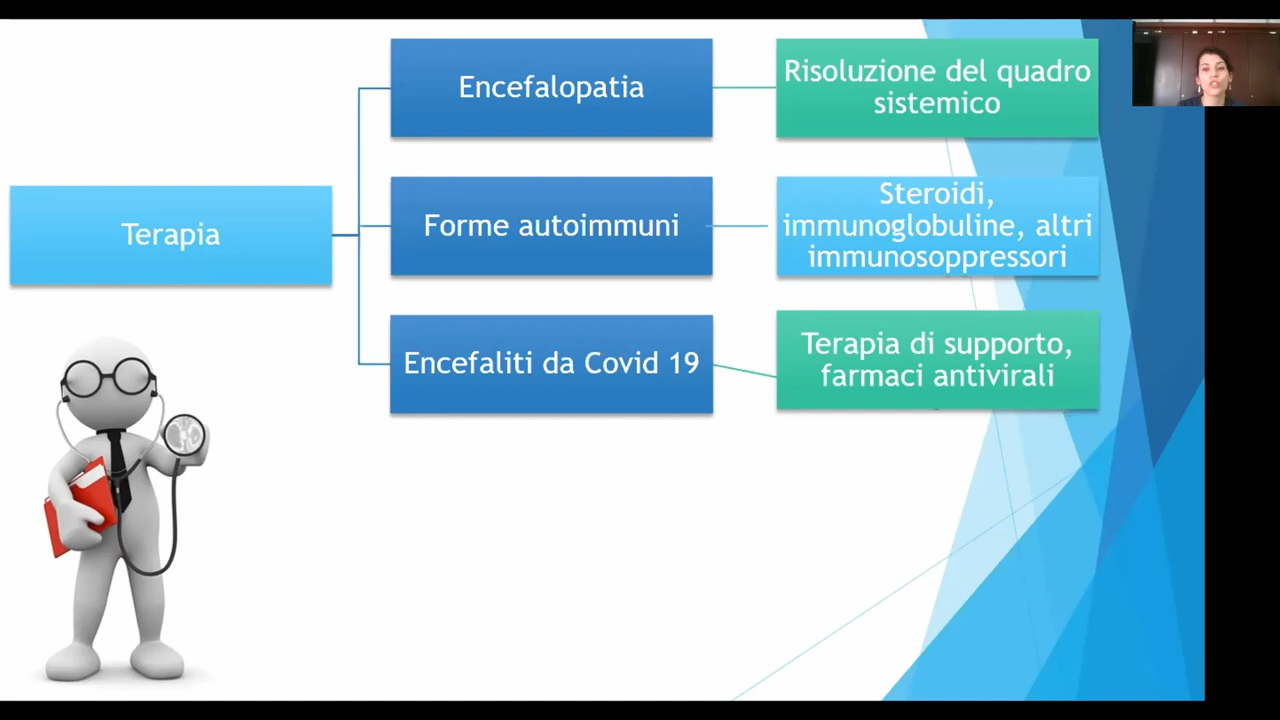 Terapia
Encefalopatia
Risoluzione del quadro
sistemico
Forme autoimmuni
Steroidi,
immunoglobuline, altri
immunosoppressori
Encefaliti da Covid 19
Terapia di supporto,
farmaci antivirali